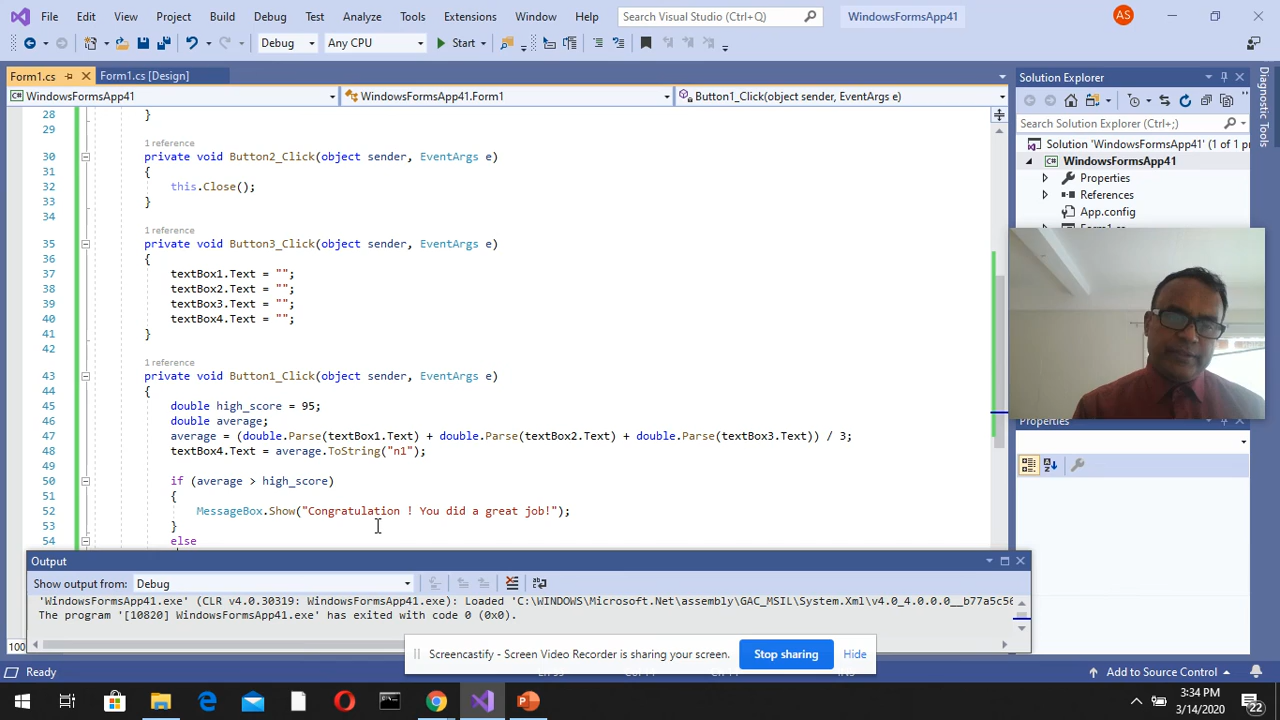 File Edit View Project Build Debug Test Analyze Tools Extensions Window Help Search Visual Studio (Ctrl+Q) WindowsFormsApp41 AS
Debug Any CPU Start
Form1.cs Form1.cs [Design] Solution Explorer
WindowsFormsApp41 WindowsFormsApp41.Form1 Button1_Click(object sender, EventArgs e)
Search Solution Explorer (Ctrl+;)
Solution 'WindowsFormsApp41' (1 of 1 pr
WindowsFormsApp41
Properties
References
App.config
Diagnostic Tools
28 }
29
1 reference
30 private void Button2_Click(object sender, EventArgs e)
31 {
32 this.Close();
33 }
34
1 reference
35 private void Button3_Click(object sender, EventArgs e)
36 {
37 textBox1.Text = "";
38 textBox2.Text = "";
39 textBox3.Text = "";
40 textBox4.Text = "";
41 }
42
1 reference
43 private void Button1_Click(object sender, EventArgs e)
44 {
45 double high_score = 95;
46 double average;
47 average = (double.Parse(textBox1.Text) + double.Parse(textBox2.Text) + double.Parse(textBox3.Text)) / 3;
48 textBox4.Text = average.ToString("n1");
49
50 if (average > high_score)
51 {
52 MessageBox.Show("Congratulation ! You did a great job!");
53 }
54 else
Properties
Output
Show output from: Debug
'WindowsFormsApp41.exe' (CLR v4.0.30319: WindowsFormsApp41.exe): Loaded 'C:\WINDOWS\Microsoft.Net\assembly\GAC_MSIL\System.Xml\v4.0_4.0.0.0__b77a5c56
The program '[10820] WindowsFormsApp41.exe' has exited with code 0 (0x0).
100
Screencastify - Screen Video Recorder is sharing your screen. Stop sharing Hide
Ready Add to Source Control
3:34 PM
3/14/2020
22